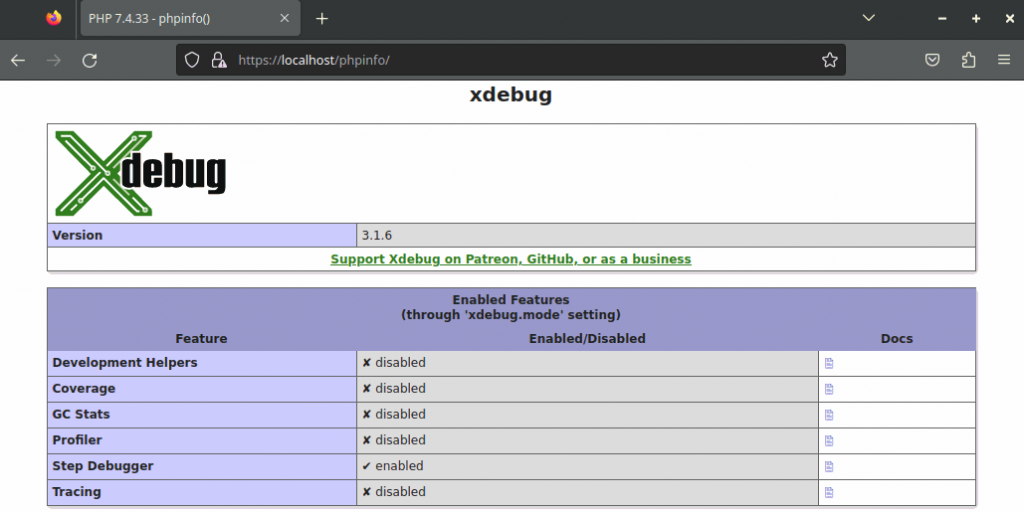 PHP 7.4.33 - phpinfo()
https://localhost/phpinfo/
xdebug
Xdebug
Version 3.1.6
Support Xdebug on Patreon, GitHub, or as a business
Enabled Features
(through 'xdebug.mode' setting)
Feature Enabled/Disabled Docs
Development Helpers ✘ disabled
Coverage ✘ disabled
GC Stats ✘ disabled
Profiler ✘ disabled
Step Debugger ✔ enabled
Tracing ✘ disabled